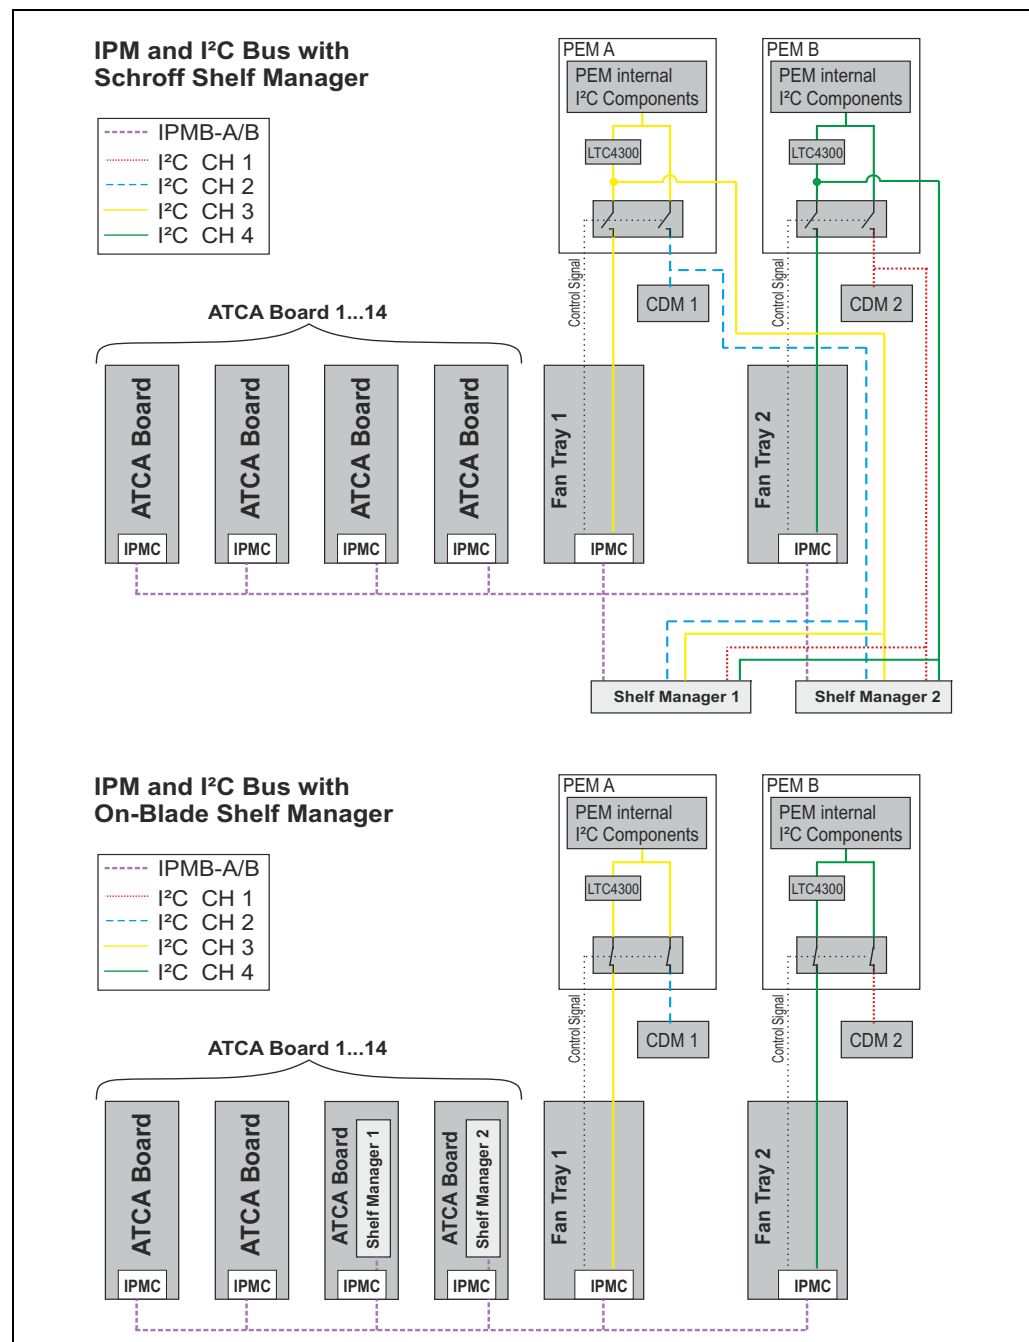 IPM and I²C Bus with
Schroff Shelf Manager
IPMB-A/B
I²C CH 1
I²C CH 2
I²C CH 3
I²C CH 4
PEM A
PEM internal
I²C Components
LTC4300
Control Signal
CDM 1
PEM B
PEM internal
I²C Components
LTC4300
Control Signal
CDM 2
ATCA Board 1...14
ATCA Board
IPMC
ATCA Board
IPMC
ATCA Board
IPMC
ATCA Board
IPMC
Fan Tray 1
IPMC
Fan Tray 2
IPMC
Shelf Manager 1
Shelf Manager 2
IPM and I²C Bus with
On-Blade Shelf Manager
IPMB-A/B
I²C CH 1
I²C CH 2
I²C CH 3
I²C CH 4
PEM A
PEM internal
I²C Components
LTC4300
Control Signal
CDM 1
PEM B
PEM internal
I²C Components
LTC4300
Control Signal
CDM 2
ATCA Board 1...14
ATCA Board
IPMC
ATCA Board
IPMC
ATCA Board
Shelf Manager 1
IPMC
ATCA Board
Shelf Manager 2
IPMC
Fan Tray 1
IPMC
Fan Tray 2
IPMC